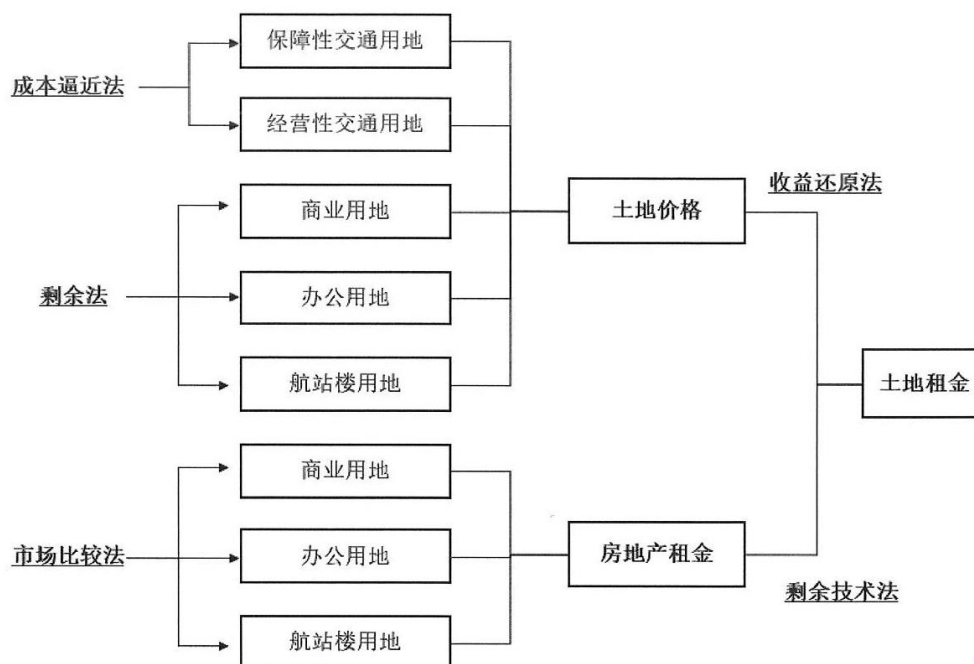 保障性交通用地
成本逼近法
经营性交通用地
商业用地
土地价格
收益还原法
剩余法
办公用地
航站楼用地
土地租金
商业用地
市场比较法
办公用地
房地产租金
剩余技术法
航站楼用地